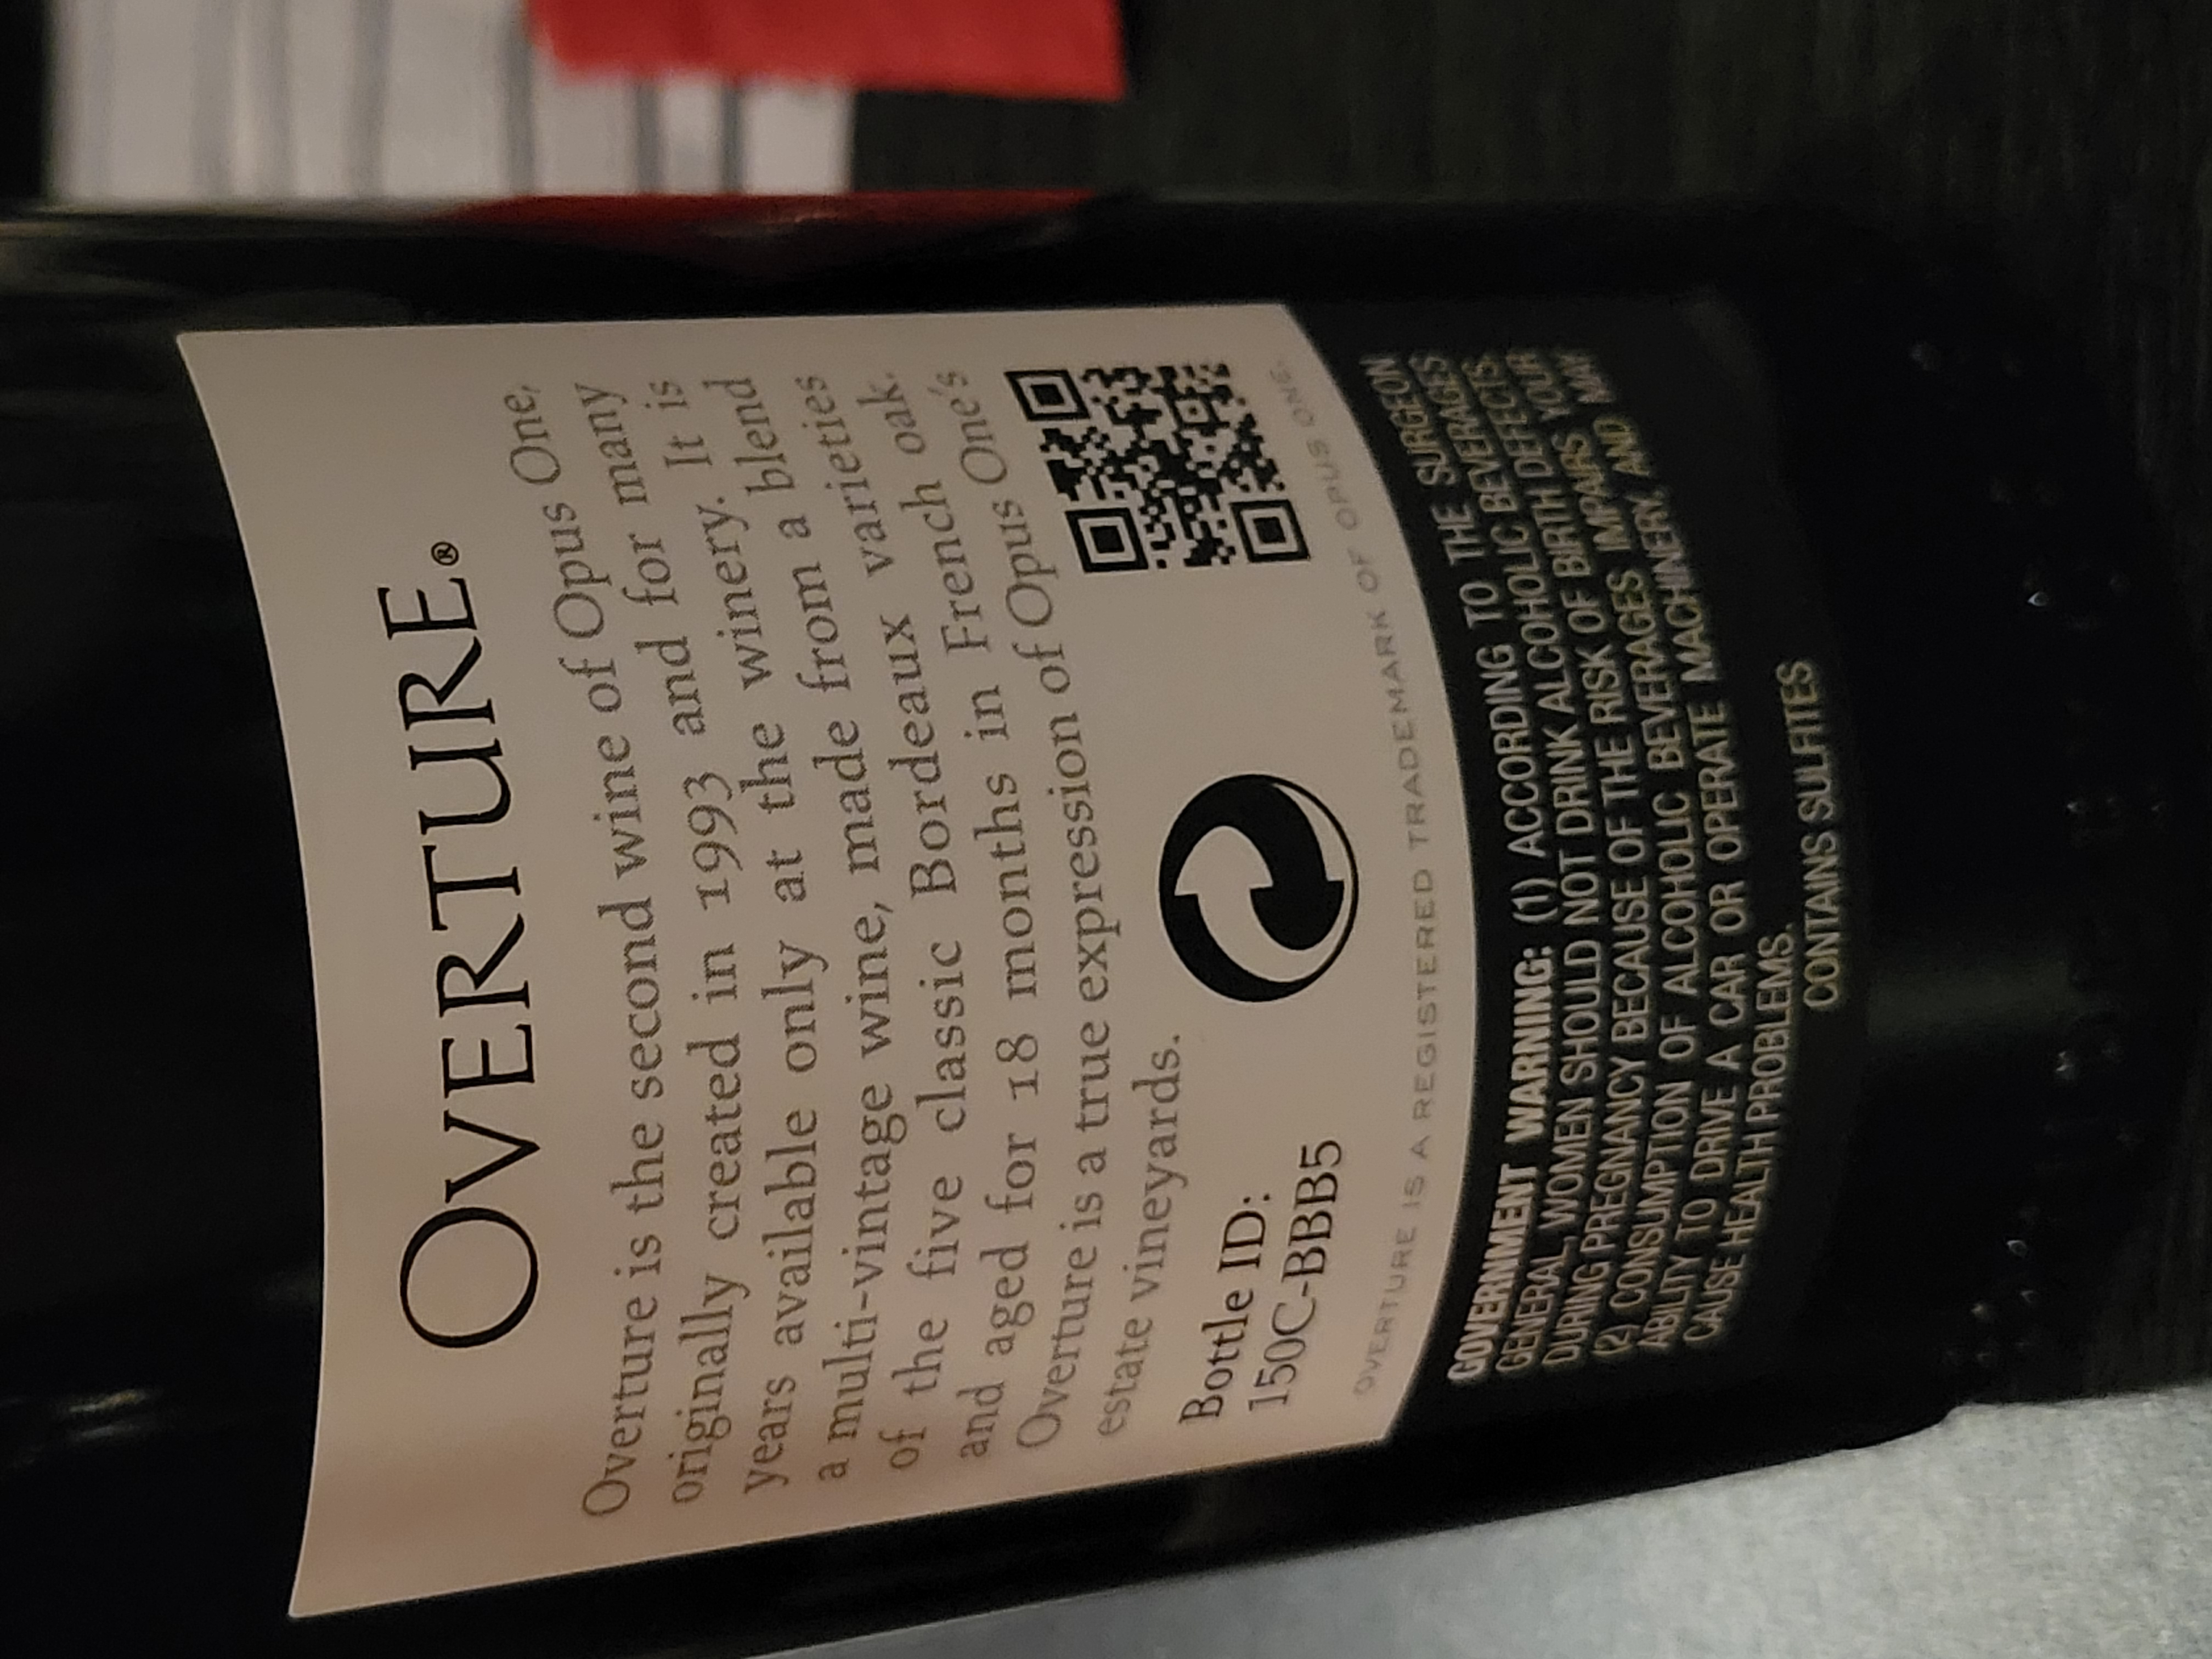 OVERTURE.®
Overture is the second wine of Opus One,
originally created in 1993 and for many
years available only at the winery. It is
a multi-vintage wine, made from a blend
of the five classic Bordeaux varieties
and aged for 18 months in French oak.
Overture is a true expression of Opus One's
estate vineyards.
Bottle ID:
150C-BBB5
OVERTURE IS A REGISTERED TRADEMARK OF OPUS ONE.
GOVERNMENT WARNING: (1) ACCORDING TO THE SURGEON
GENERAL, WOMEN SHOULD NOT DRINK ALCOHOLIC BEVERAGES
DURING PREGNANCY BECAUSE OF THE RISK OF BIRTH DEFECTS.
(2) CONSUMPTION OF ALCOHOLIC BEVERAGES IMPAIRS YOUR
ABILITY TO DRIVE A CAR OR OPERATE MACHINERY, AND MAY
CAUSE HEALTH PROBLEMS.
CONTAINS SULFITES